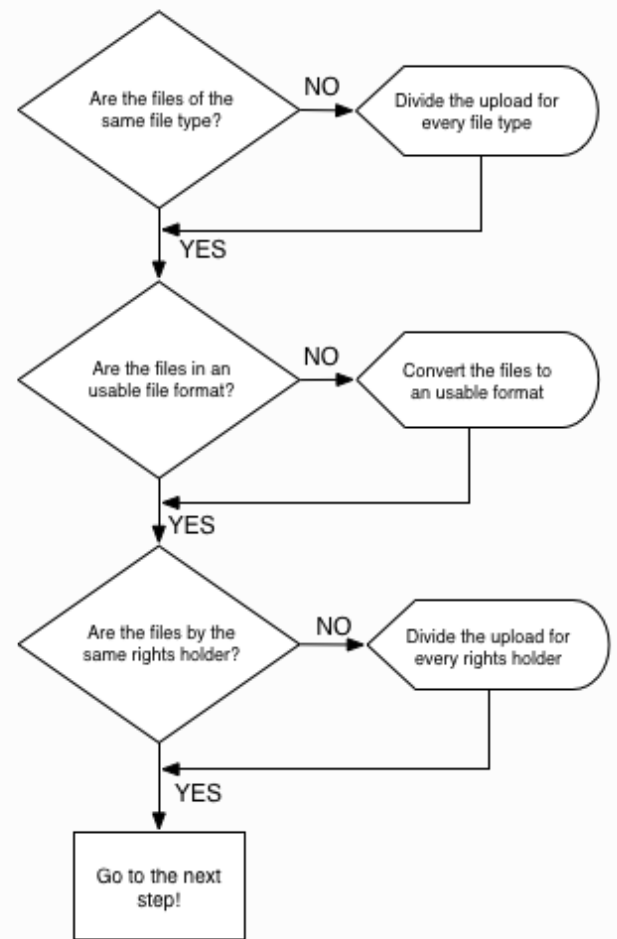 Are the files of the
same file type?
NO
Divide the upload for
every file type
YES
Are the files in an
usable file format?
NO
Convert the files to
an usable format
YES
Are the files by the
same rights holder?
NO
Divide the upload for
every rights holder
YES
Go to the next
step!